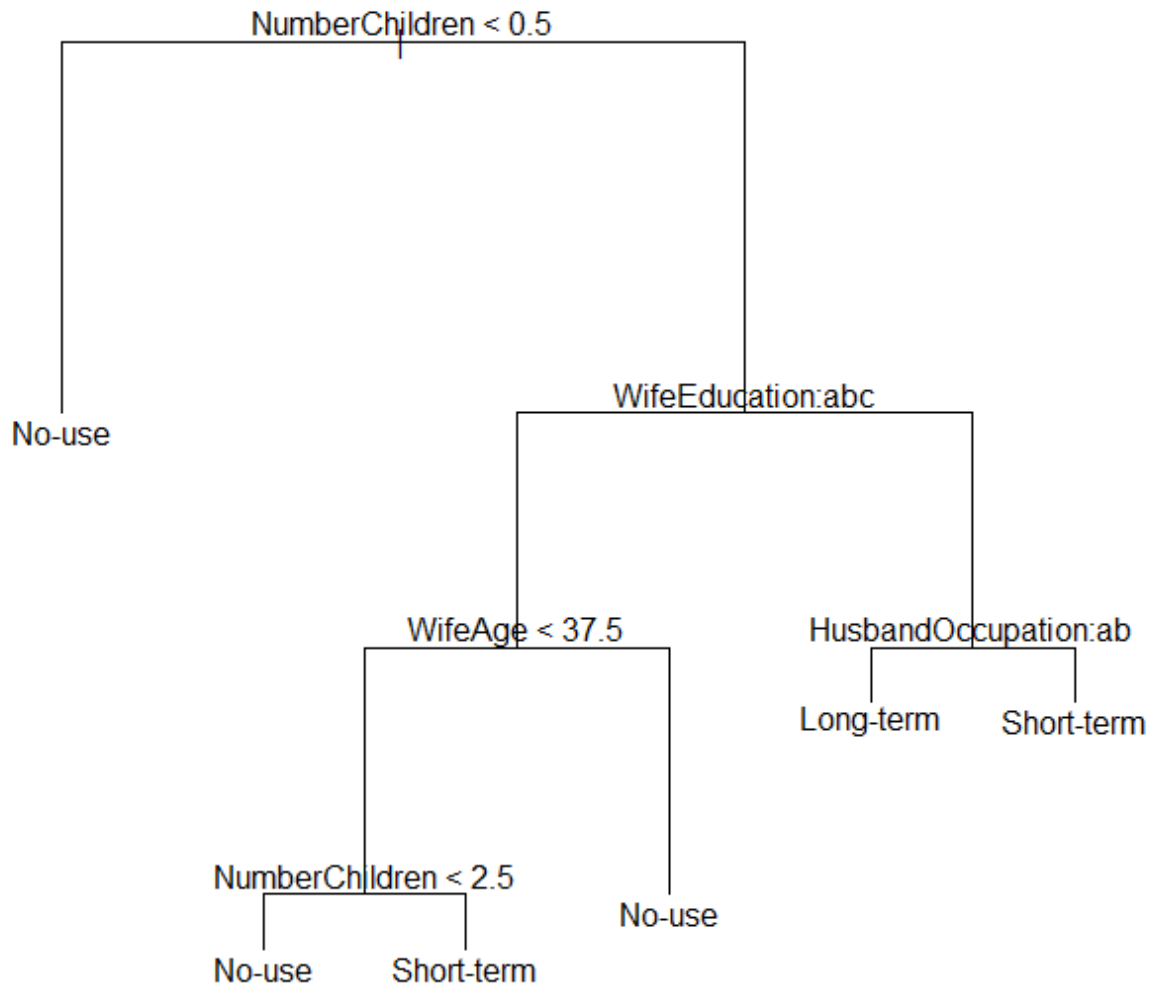 NumberChildren < 0.5
WifeEducation:abc
No-use
WifeAge < 37.5
HusbandOccupation:ab
Long-term
Short-term
NumberChildren < 2.5
No-use
No-use
Short-term